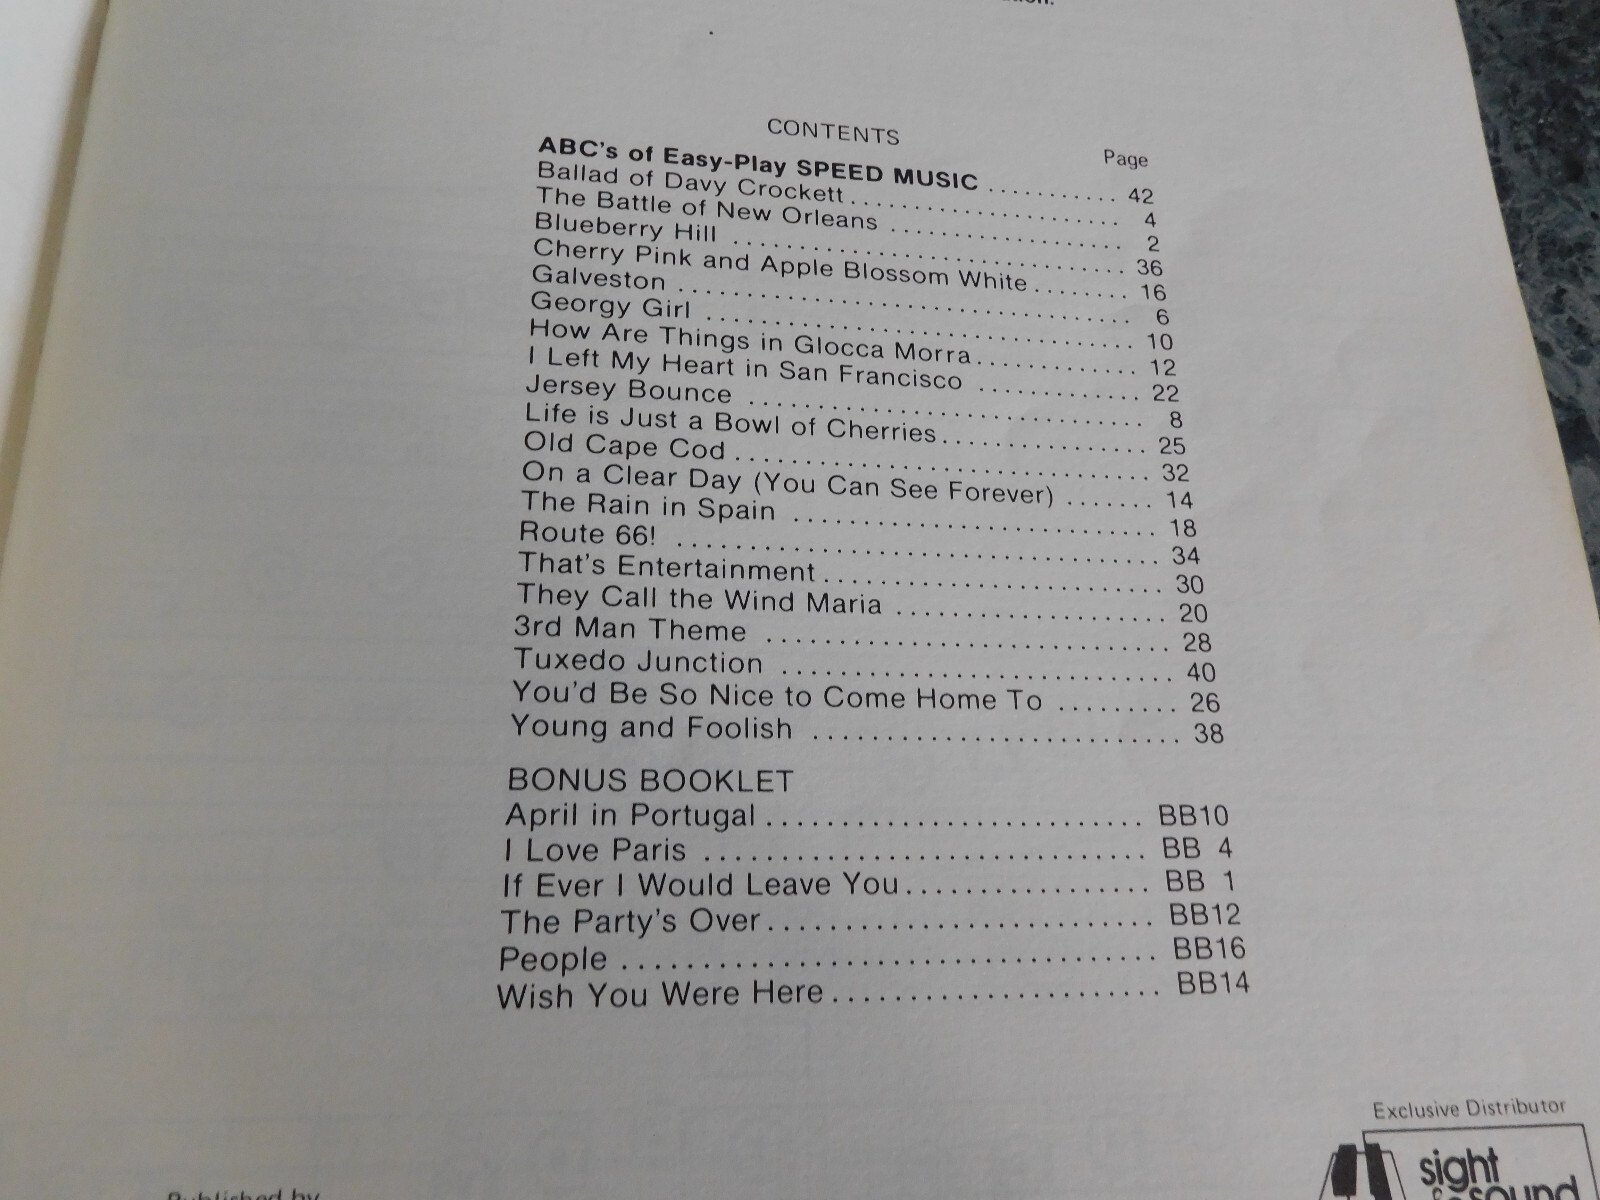 CONTENTS
Page
ABC's of Easy-Play SPEED MUSIC .......... 42
Ballad of Davy Crockett .......... 4
The Battle of New Orleans .......... 2
Blueberry Hill .......... 36
Cherry Pink and Apple Blossom White .......... 16
Galveston .......... 6
Georgy Girl .......... 10
How Are Things in Glocca Morra .......... 12
I Left My Heart in San Francisco .......... 22
Jersey Bounce .......... 8
Life is Just a Bowl of Cherries .......... 25
Old Cape Cod .......... 32
On a Clear Day (You Can See Forever) .......... 14
The Rain in Spain .......... 18
Route 66! .......... 34
That's Entertainment .......... 30
They Call the Wind Maria .......... 20
3rd Man Theme .......... 28
Tuxedo Junction .......... 40
You'd Be So Nice to Come Home To .......... 26
Young and Foolish .......... 38
BONUS BOOKLET
April in Portugal .......... BB10
I Love Paris .......... BB 4
If Ever I Would Leave You .......... BB 1
The Party's Over .......... BB12
People .......... BB16
Wish You Were Here .......... BB14
Exclusive Distributor
sight
& sound
Published by